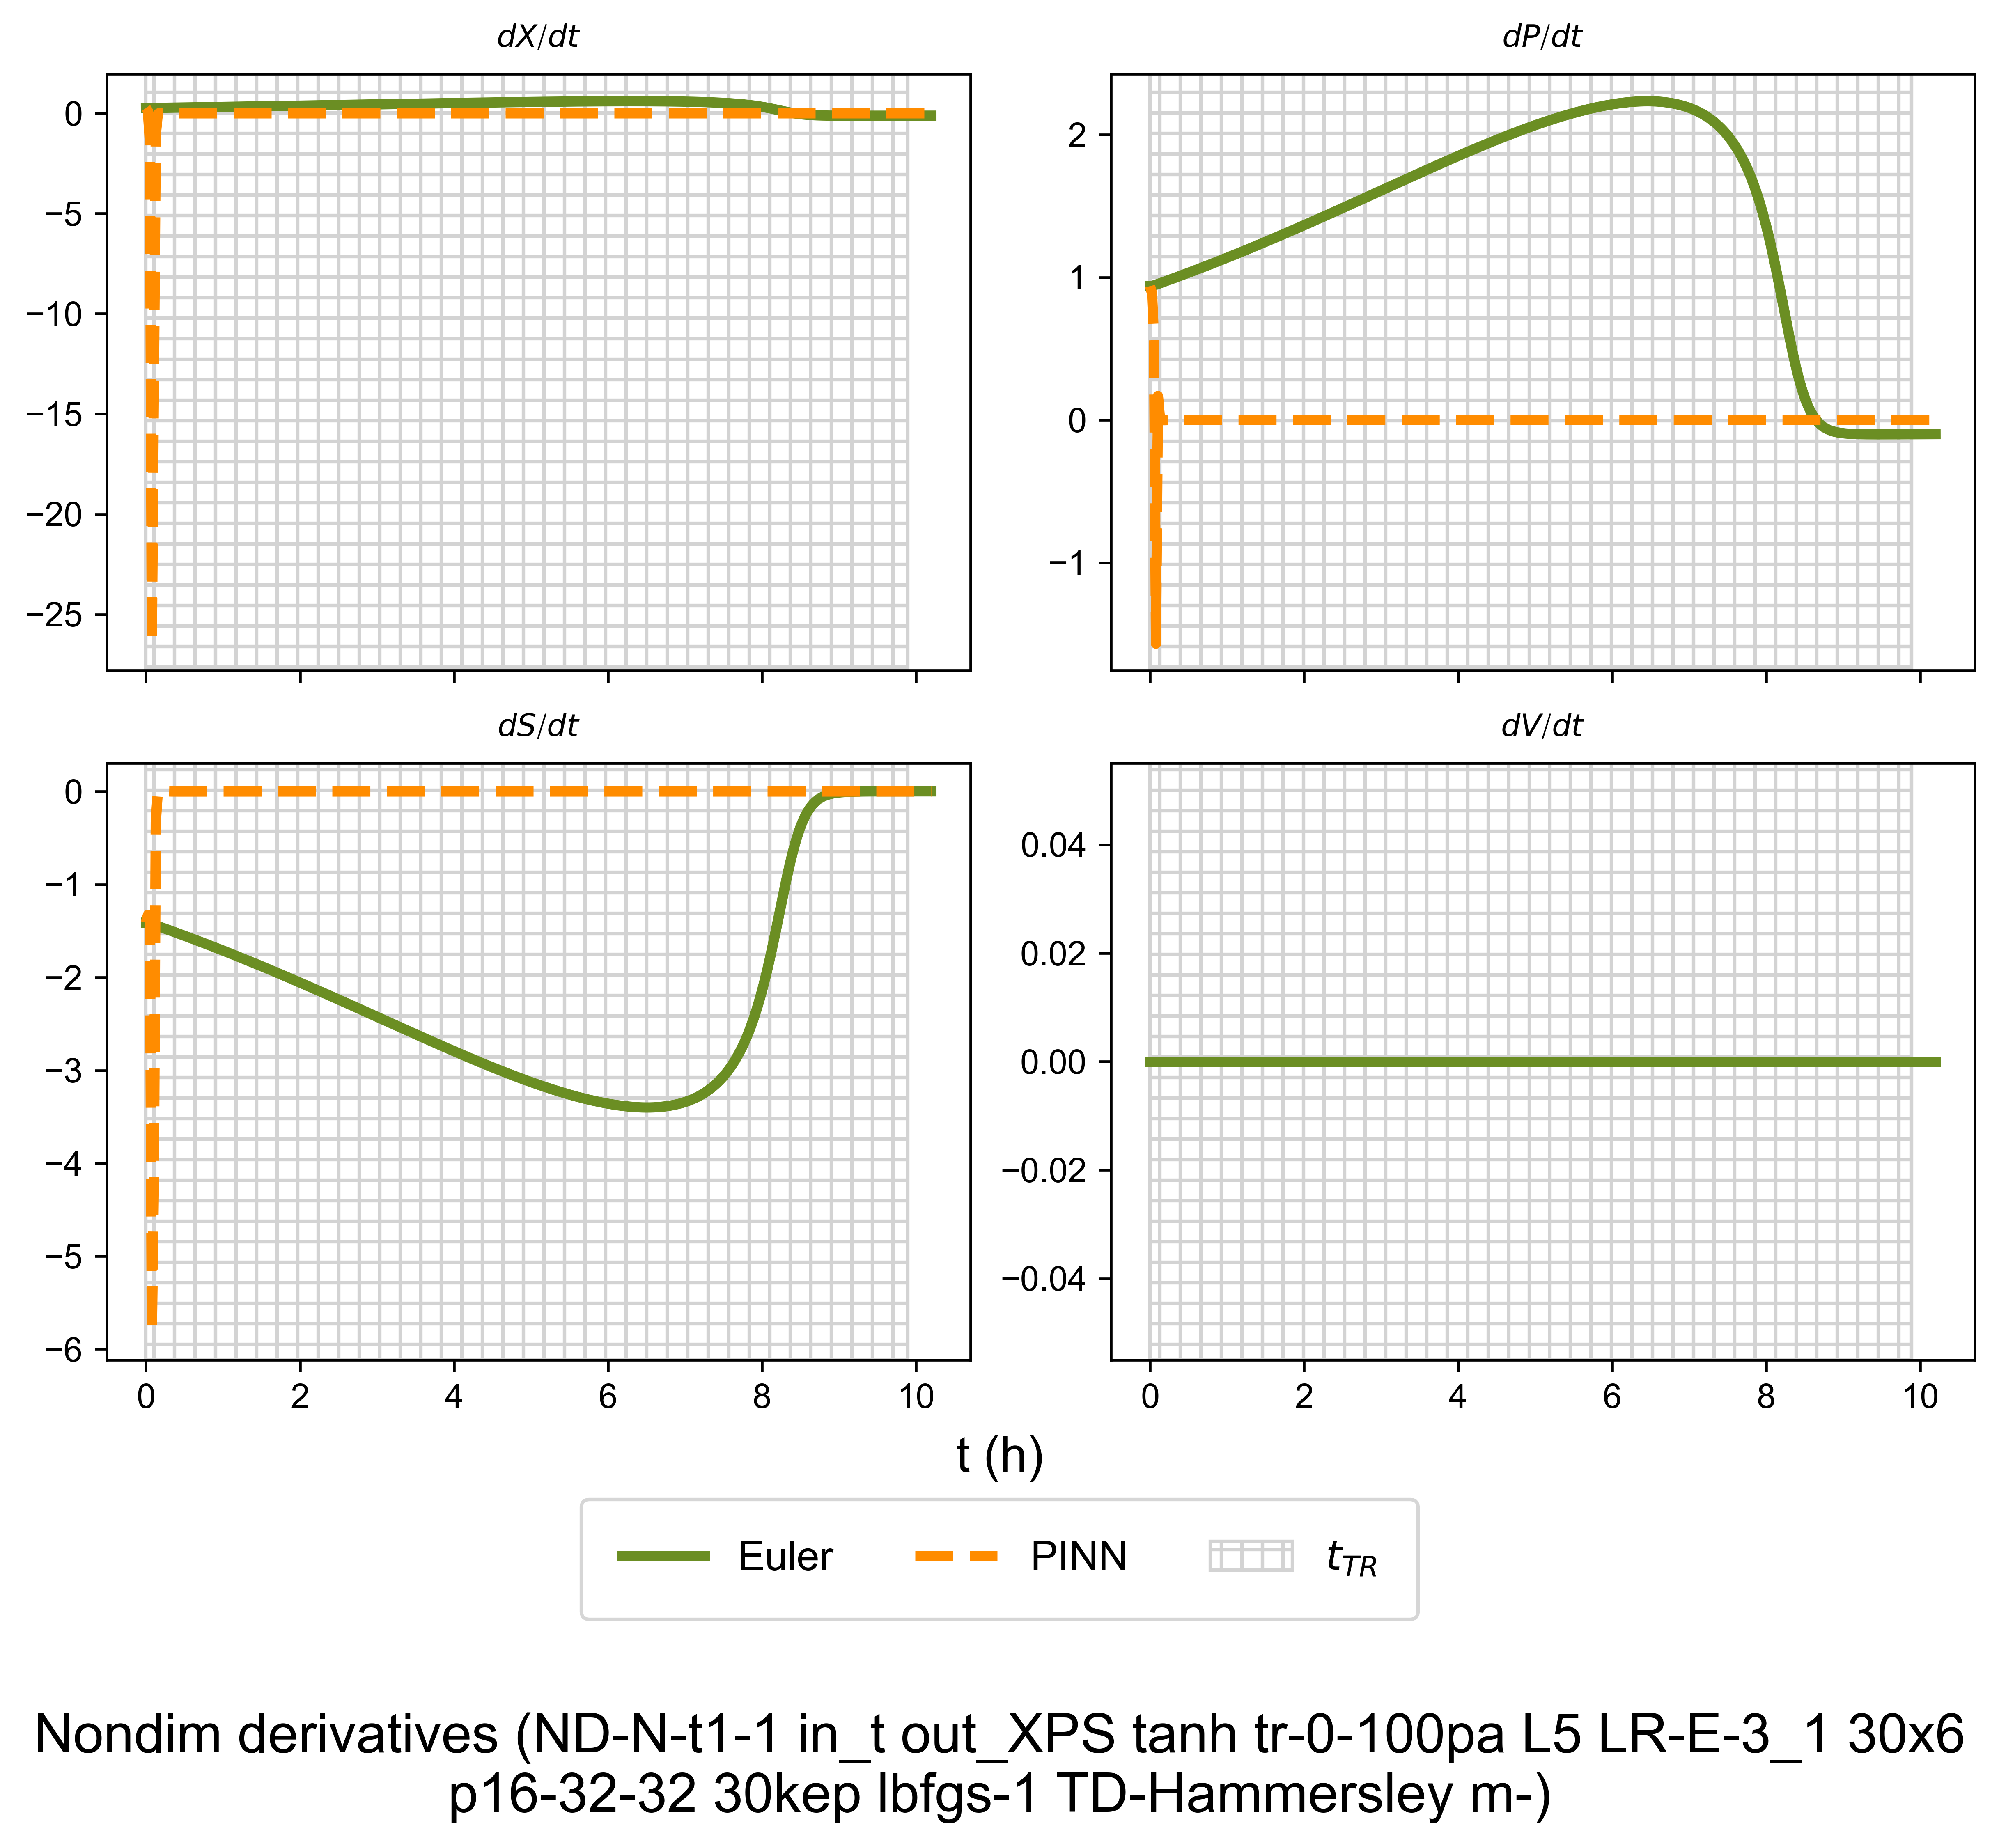 dX/dt
dP/dt
0
−5
−10
−15
−20
−25
2
1
0
−1
dS/dt
dV/dt
0
−1
−2
−3
−4
−5
−6
0.04
0.02
0.00
−0.02
−0.04
0 2 4 6 8 10
0 2 4 6 8 10
t (h)
Euler PINN t_{TR}
Nondim derivatives (ND-N-t1-1 in_t out_XPS tanh tr-0-100pa L5 LR-E-3_1 30x6
p16-32-32 30kep lbfgs-1 TD-Hammersley m-)